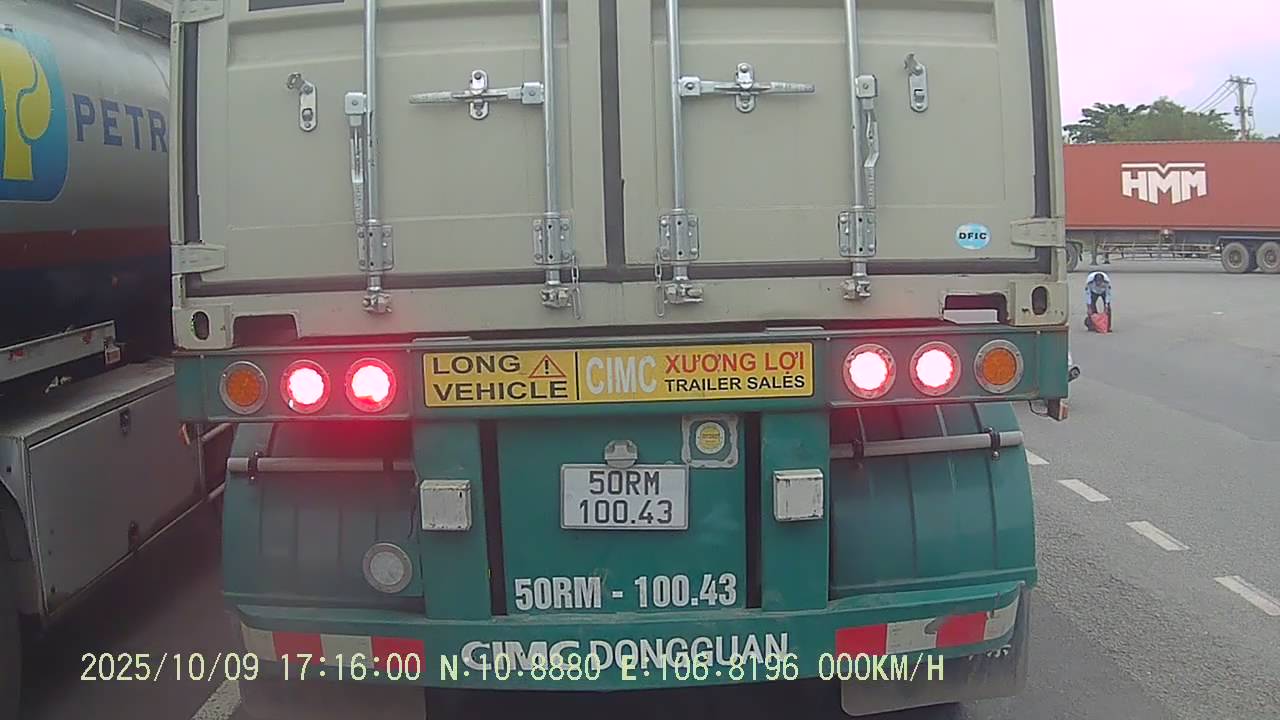 PETR
HMM
DFIC
LONG
VEHICLE
CIMC
XƯƠNG LỢI
TRAILER SALES
50RM
100.43
50RM - 100.43
CIMC DONGGUAN
2025/10/09 17:16:00 N:10.8880 E:106.8196 000KM/H